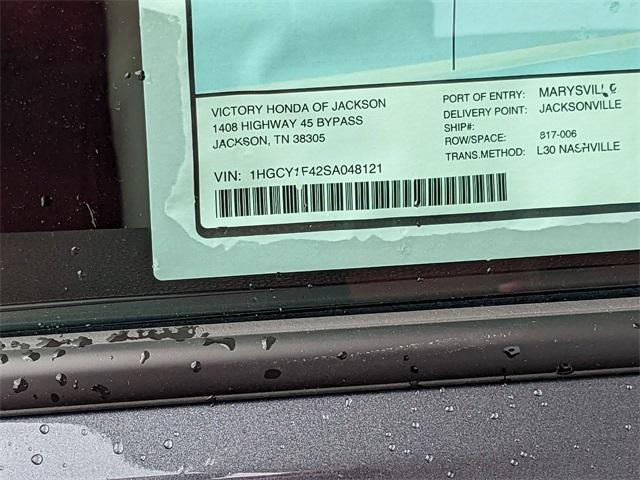 VICTORY HONDA OF JACKSON
1408 HIGHWAY 45 BYPASS
JACKSON, TN 38305
VIN: 1HGCY1F42SA048121
PORT OF ENTRY: MARYSVILLE
DELIVERY POINT: JACKSONVILLE
SHIP#:
ROW/SPACE: 817-006
TRANS.METHOD: L30 NASHVILLE